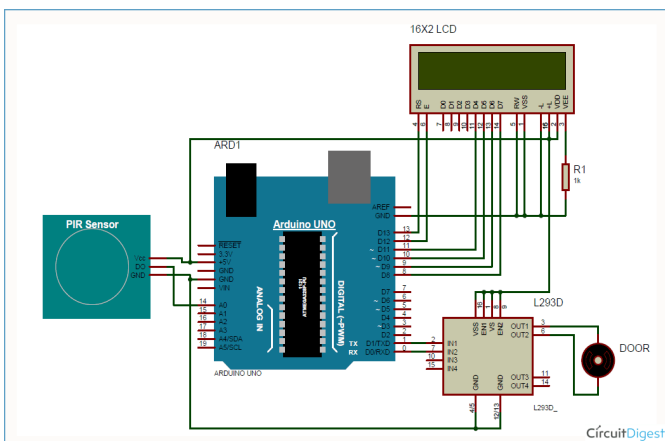 16X2 LCD
RS E D0 D1 D2 D3 D4 D5 D6 D7 RW VSS -L +L VDD VEE
4 6 7 8 9 10 11 12 13 14 5 1 16 2 3
ARD1
R1
1k
PIR Sensor
Vcc
DO
GND
Arduino UNO
RESET
3.3V
+5V
GND
GND
VIN
14 A0
15 A1
16 A2
17 A3
18 A4/SDA
19 A5/SCL
ANALOG IN
ARDUINO UNO
AREF
GND
D13 13
D12 12
~ D11 11
~ D10 10
~ D9 9
D8 8
D7 7
~ D6 6
~ D5 5
D4 4
~ D3 3
D2 2
TX D1/TXD 1
RX D0/RXD 0
DIGITAL (~PWM)
L293D
16 1 8 9
VSS EN1 VS EN2
2 IN1
7 IN2
10 IN3
15 IN4
OUT1 3
OUT2 6
OUT3 11
OUT4 14
GND GND
4/5 12/13
L293D_
DOOR
CircuitDigest